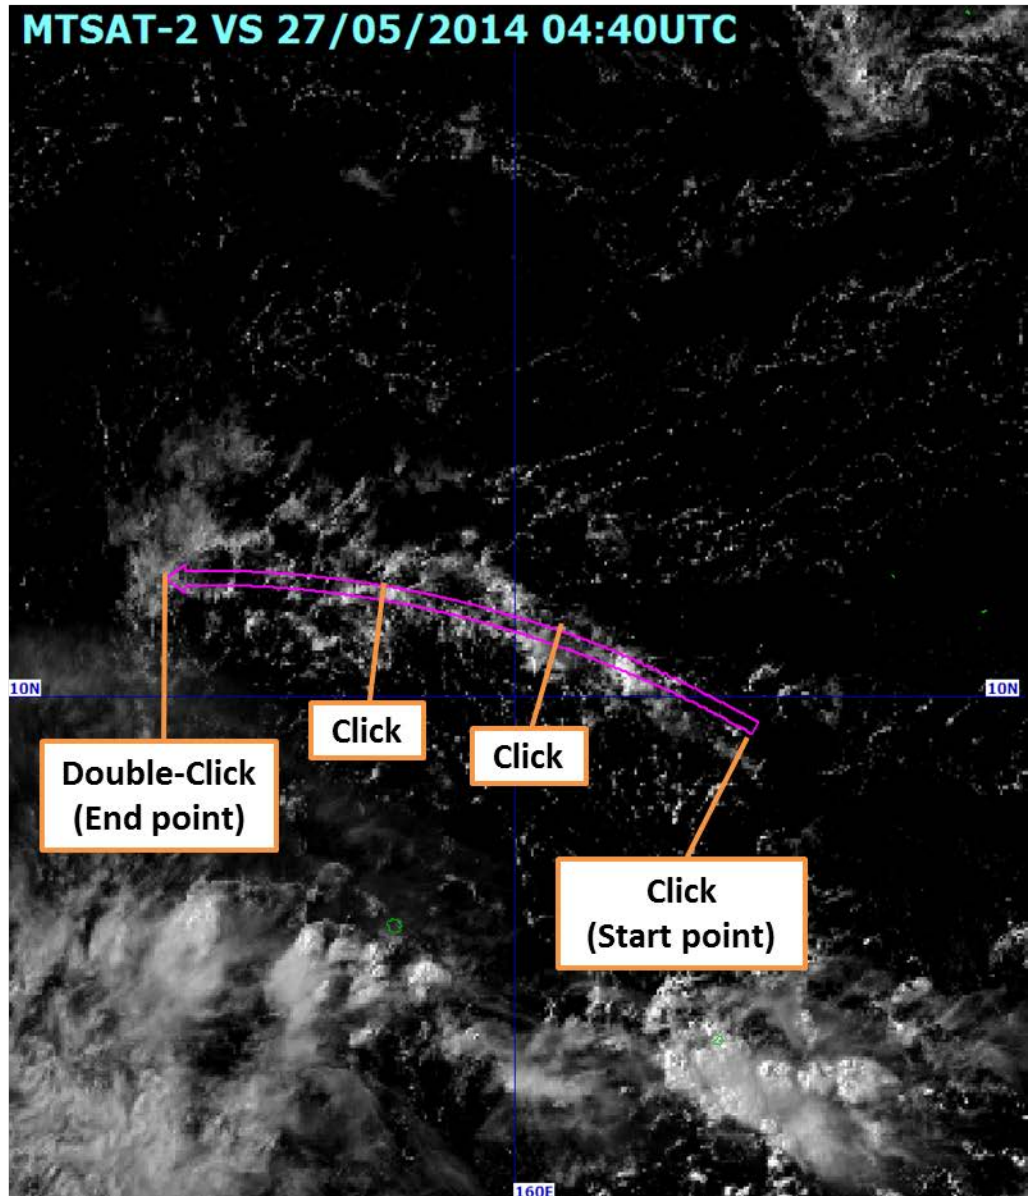 MTSAT-2 VS 27/05/2014 04:40UTC
10N
10N
Click
Click
Double-Click
(End point)
Click
(Start point)
160E